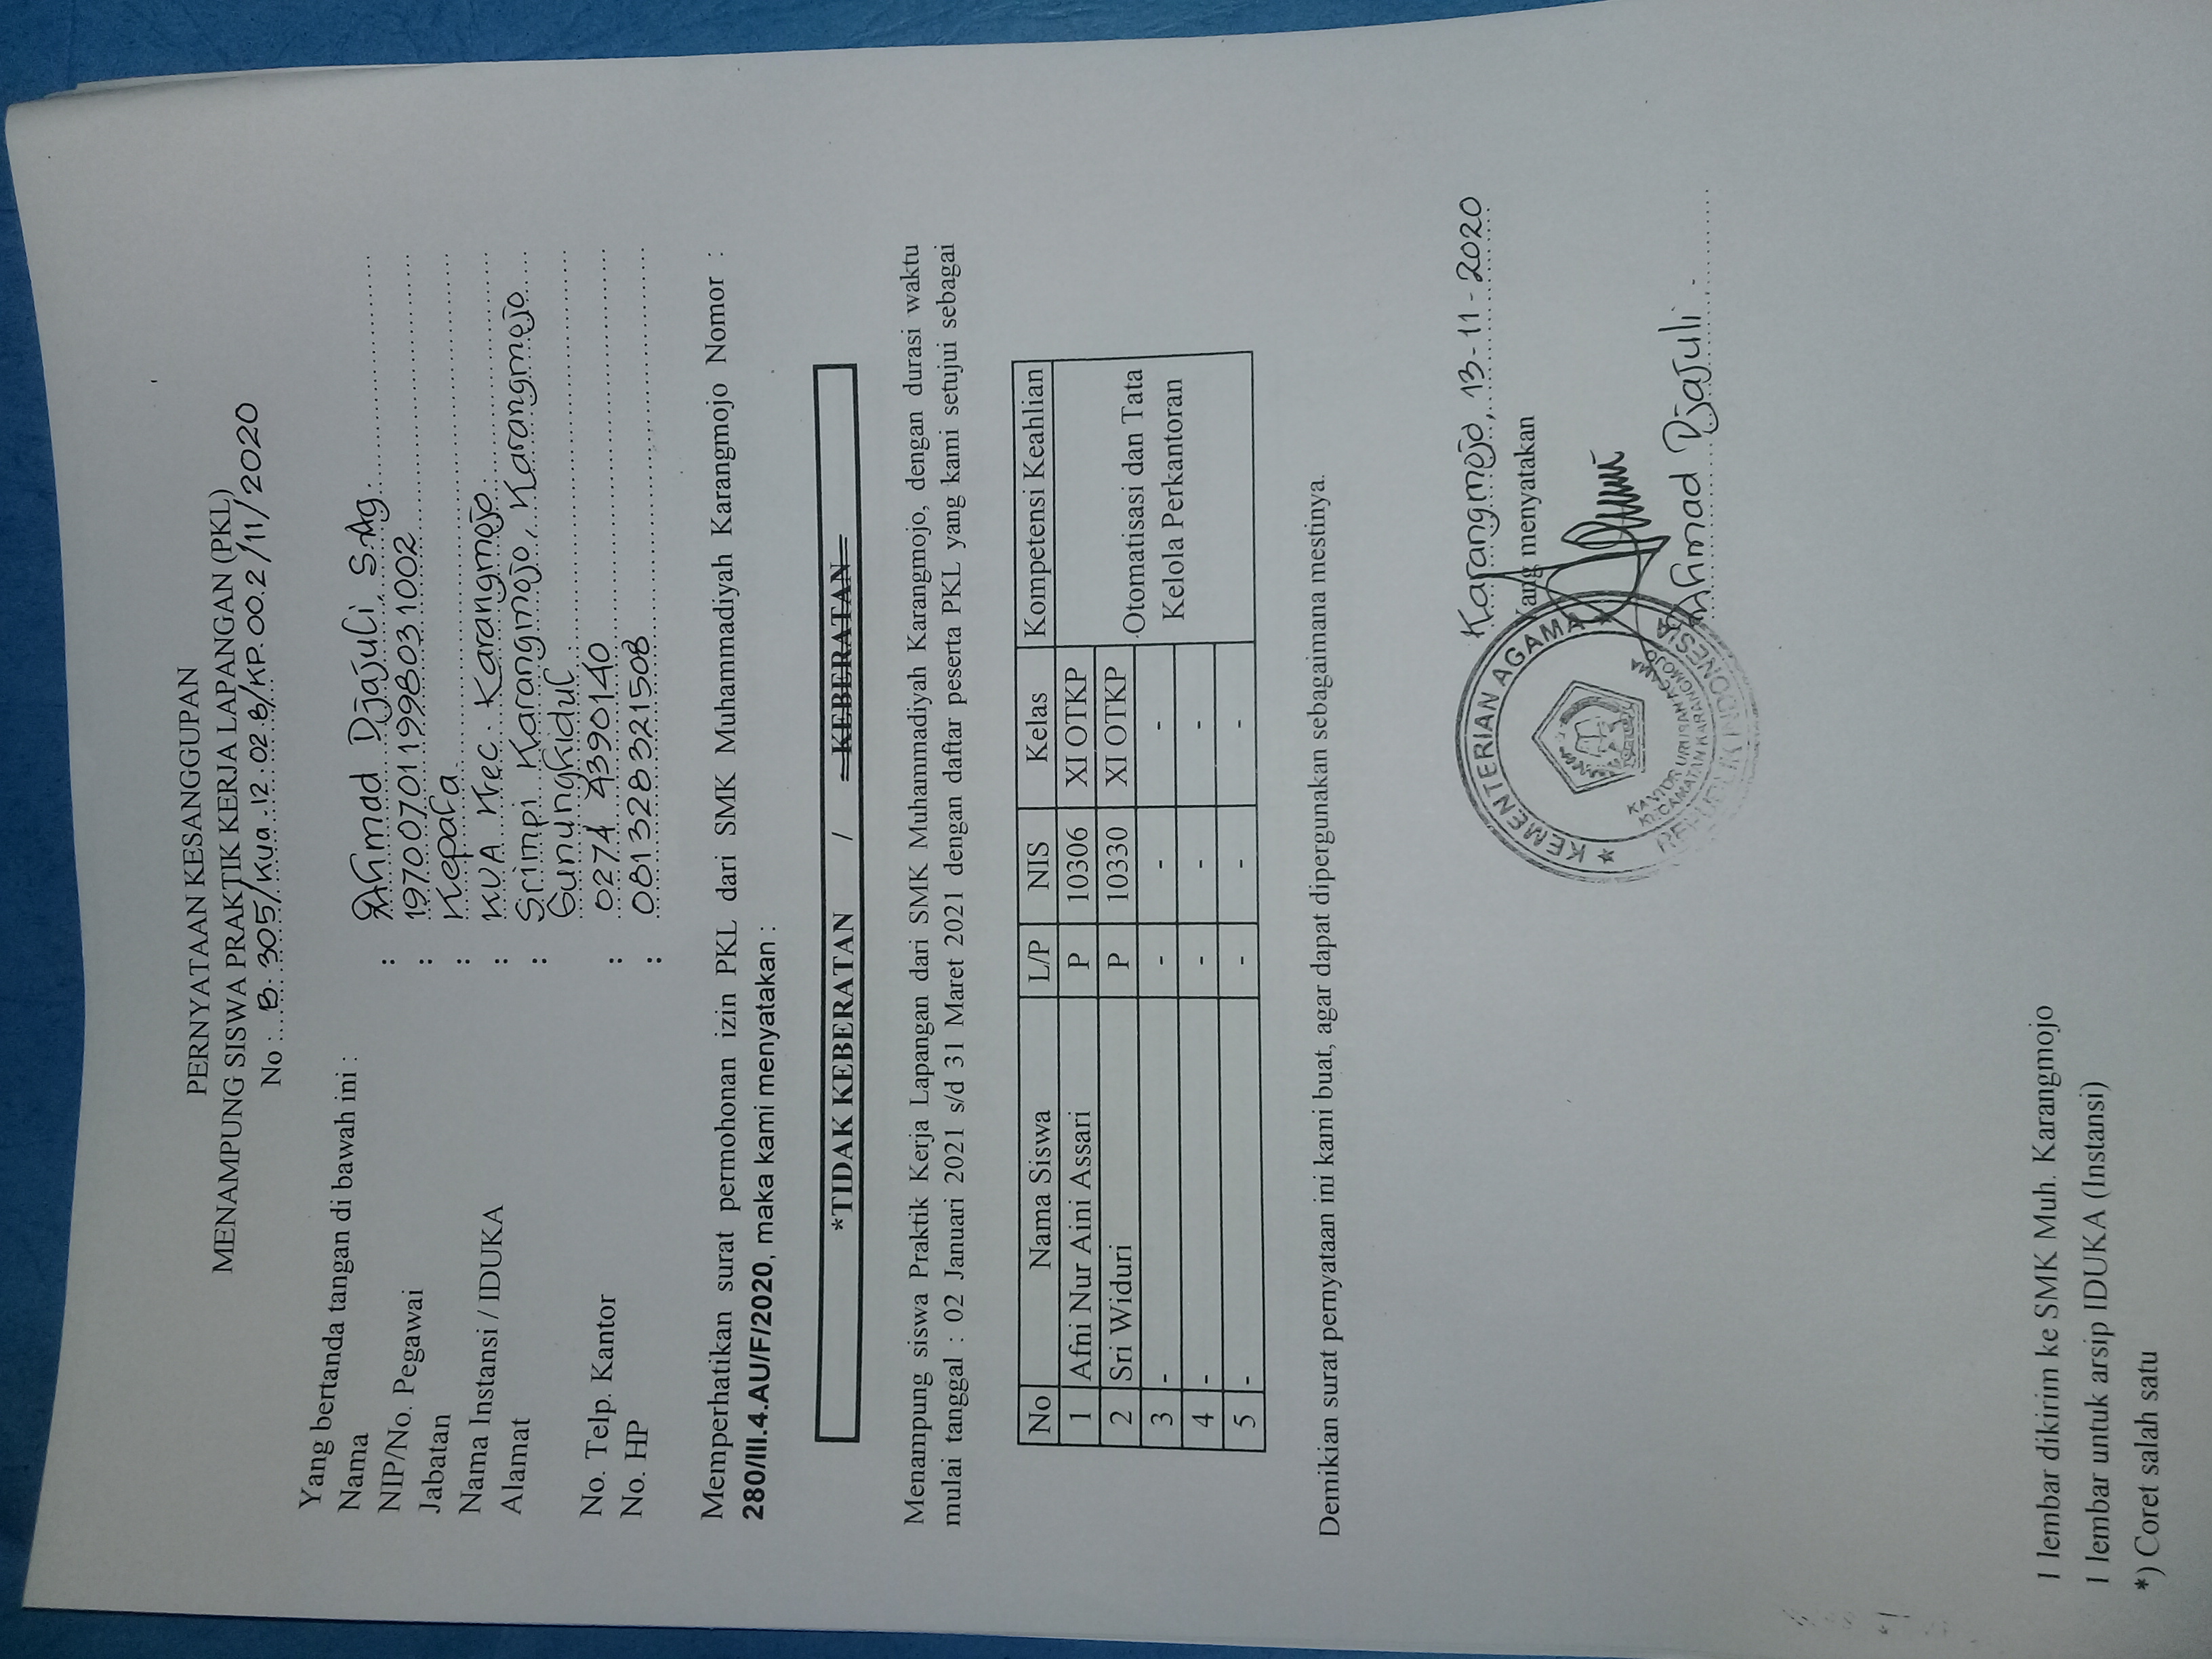 PERNYATAAN KESANGGUPAN
MENAMPUNG SISWA PRAKTIK KERJA LAPANGAN (PKL)
No : B. 305/Kua.12.02.8/KP.00.2/11/2020
Yang bertanda tangan di bawah ini :
Nama : Ahmad Djajuli, S.Ag.
NIP/No. Pegawai : 197007011998031002
Jabatan : Kepala.
Nama Instansi / IDUKA : KUA Kec. Karangmojo.
Alamat : Srimpi Karangmojo, Karangmojo
Gunungkidul.
No. Telp. Kantor : 0274 4390140
No. HP : 081328321508
Memperhatikan surat permohonan izin PKL dari SMK Muhammadiyah Karangmojo Nomor :
280/III.4.AU/F/2020, maka kami menyatakan :
*TIDAK KEBERATAN / KEBERATAN
Menampung siswa Praktik Kerja Lapangan dari SMK Muhammadiyah Karangmojo, dengan durasi waktu
mulai tanggal : 02 Januari 2021 s/d 31 Maret 2021 dengan daftar peserta PKL yang kami setujui sebagai
No Nama Siswa L/P NIS Kelas Kompetensi Keahlian
1 Afni Nur Aini Assari P 10306 XI OTKP
2 Sri Widuri P 10330 XI OTKP
Otomatisasi dan Tata
Kelola Perkantoran
3 - - - -
4 - - - -
5 - - - -
Demikian surat pernyataan ini kami buat, agar dapat dipergunakan sebagaimana mestinya.
Karangmojo, 13-11-2020
Yang menyatakan
KEMENTERIAN AGAMA
KANTOR URUSAN AGAMA
KECAMATAN KARANGMOJO
REPUBLIK INDONESIA
Ahmad Djajuli.
1 lembar dikirim ke SMK Muh. Karangmojo
1 lembar untuk arsip IDUKA (Instansi)
*) Coret salah satu